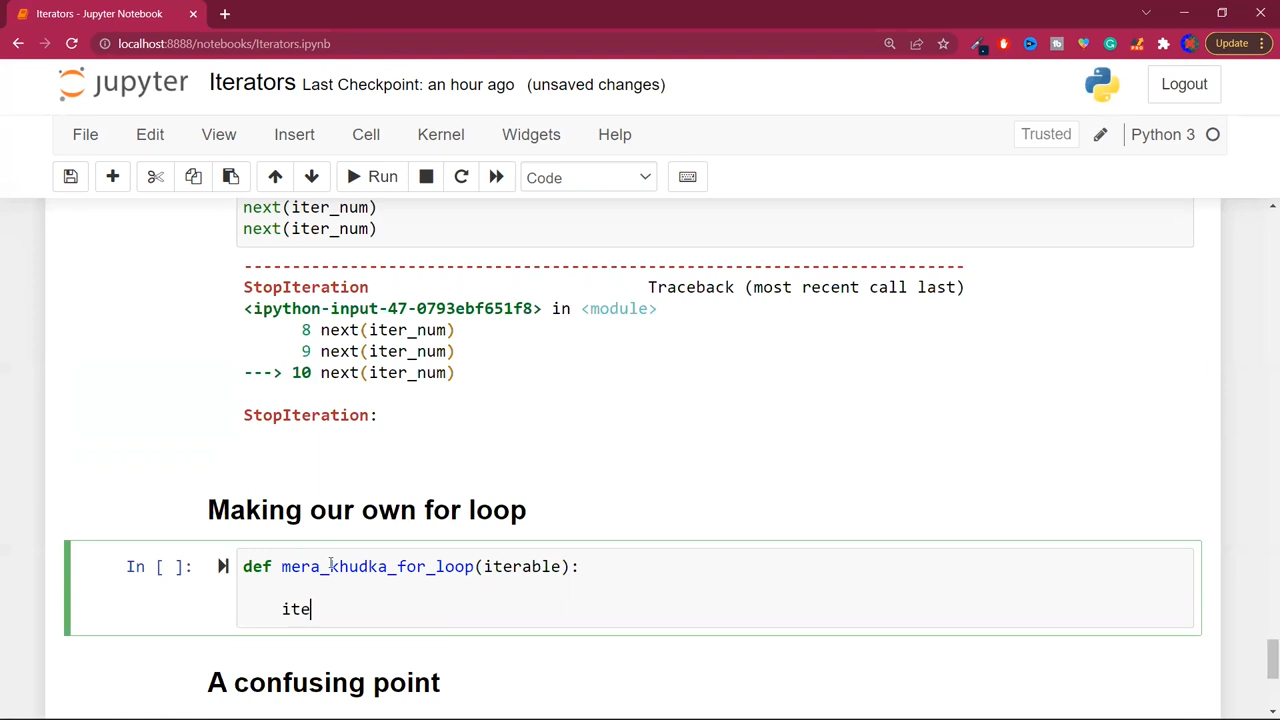 Iterators - Jupyter Notebook
localhost:8888/notebooks/Iterators.ipynb
Update
jupyter Iterators Last Checkpoint: an hour ago (unsaved changes)
Logout
File Edit View Insert Cell Kernel Widgets Help
Trusted
Python 3
Run
Code
next(iter_num)
next(iter_num)
---------------------------------------------------------------------------
StopIteration Traceback (most recent call last)
<ipython-input-47-0793ebf651f8> in <module>
8 next(iter_num)
9 next(iter_num)
---> 10 next(iter_num)
StopIteration:
Making our own for loop
In [ ]: def mera_khudka_for_loop(iterable):
ite
A confusing point